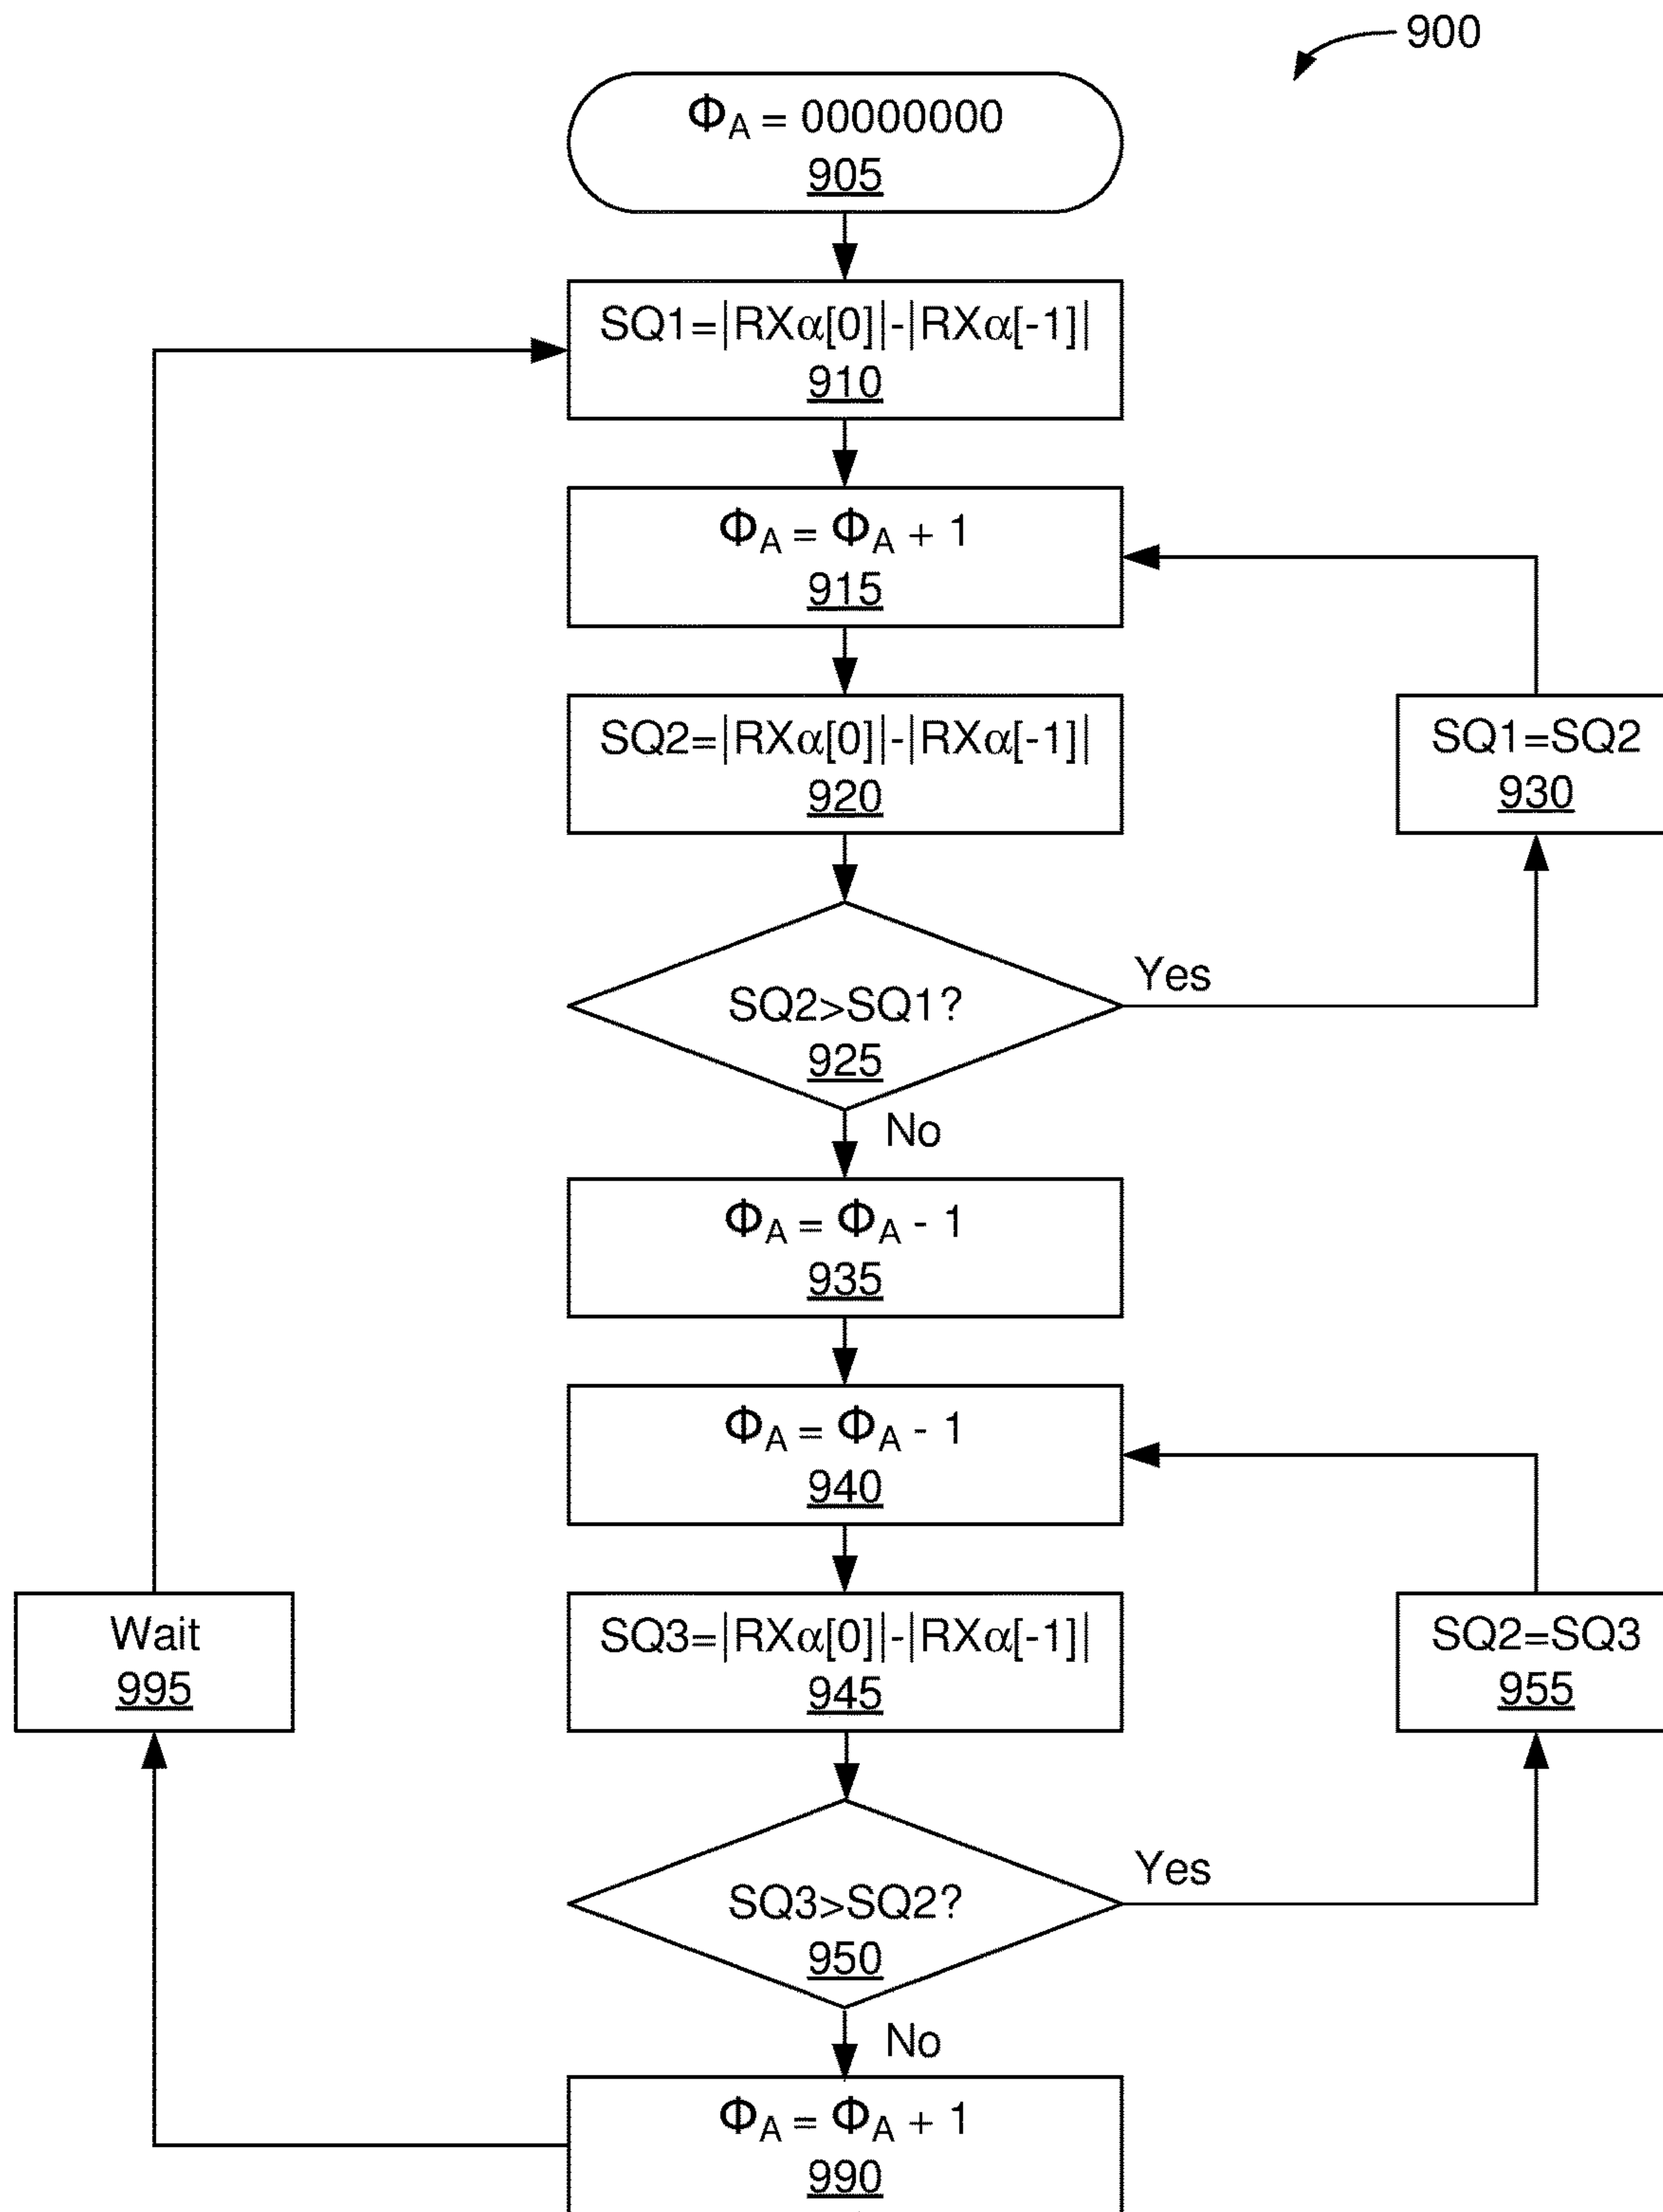 900
ΦA = 00000000
905
SQ1=|RXα[0]|-|RXα[-1]|
910
ΦA = ΦA + 1
915
SQ2=|RXα[0]|-|RXα[-1]|
920
SQ1=SQ2
930
Yes
SQ2>SQ1?
925
No
ΦA = ΦA - 1
935
ΦA = ΦA - 1
940
Wait
995
SQ3=|RXα[0]|-|RXα[-1]|
945
SQ2=SQ3
955
Yes
SQ3>SQ2?
950
No
ΦA = ΦA + 1
990